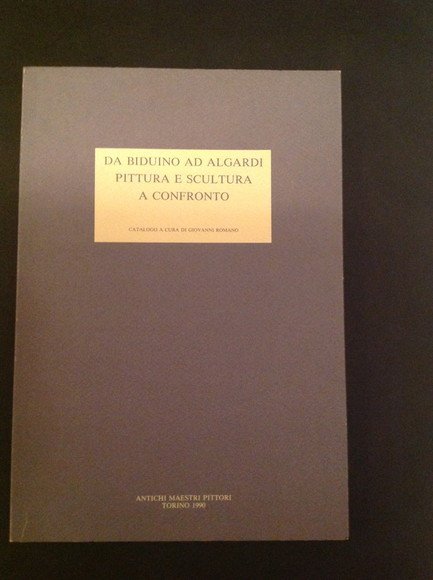 DA BIDUINO AD ALGARDI
PITTURA E SCULTURA
A CONFRONTO
CATALOGO A CURA DI GIOVANNI ROMANO
ANTICHI MAESTRI PITTORI
TORINO 1990